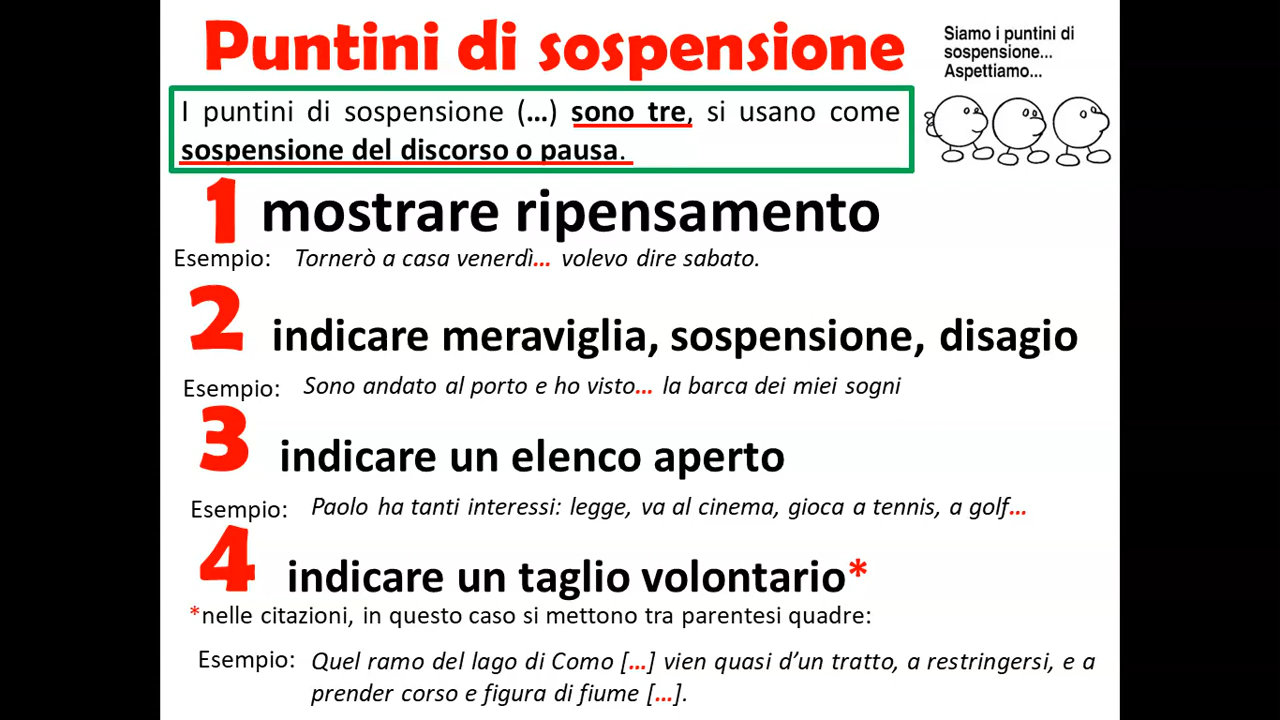 Puntini di sospensione
Siamo i puntini di
sospensione...
Aspettiamo...
I puntini di sospensione (…) sono tre, si usano come
sospensione del discorso o pausa.
1 mostrare ripensamento
Esempio: Tornerò a casa venerdì… volevo dire sabato.
2 indicare meraviglia, sospensione, disagio
Esempio: Sono andato al porto e ho visto… la barca dei miei sogni
3 indicare un elenco aperto
Esempio: Paolo ha tanti interessi: legge, va al cinema, gioca a tennis, a golf…
4 indicare un taglio volontario*
*nelle citazioni, in questo caso si mettono tra parentesi quadre:
Esempio: Quel ramo del lago di Como […] vien quasi d’un tratto, a restringersi, e a
prender corso e figura di fiume […].